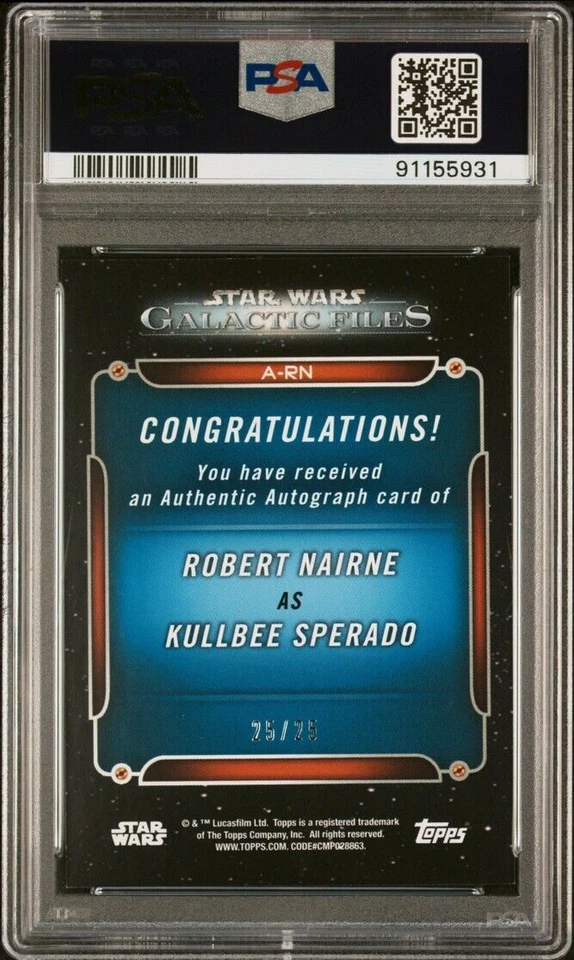 PSA
91155931
STAR WARS
GALACTIC FILES
A-RN
CONGRATULATIONS!
You have received
an Authentic Autograph card of
ROBERT NAIRNE
AS
KULLBEE SPERADO
25/25
STAR
WARS
© & ™ Lucasfilm Ltd. Topps is a registered trademark
of The Topps Company, Inc. All rights reserved.
WWW.TOPPS.COM. CODE#CMP028863.
Topps
PSA